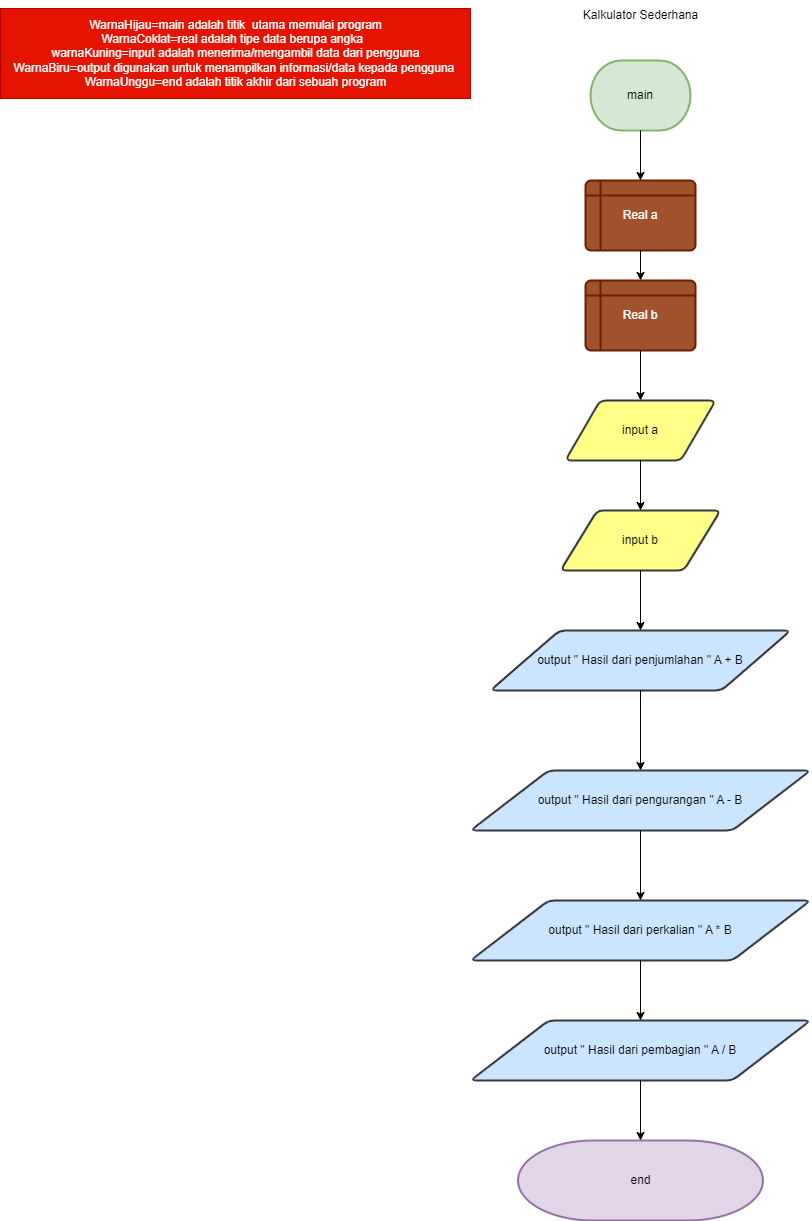 WarnaHijau=main adalah titik utama memulai program
WarnaCoklat=real adalah tipe data berupa angka
warnaKuning=input adalah menerima/mengambil data dari pengguna
WarnaBiru=output digunakan untuk menampilkan informasi/data kepada pengguna
WarnaUnggu=end adalah titik akhir dari sebuah program
Kalkulator Sederhana
main
Real a
Real b
input a
input b
output " Hasil dari penjumlahan " A + B
output " Hasil dari pengurangan " A - B
output " Hasil dari perkalian " A * B
output " Hasil dari pembagian " A / B
end